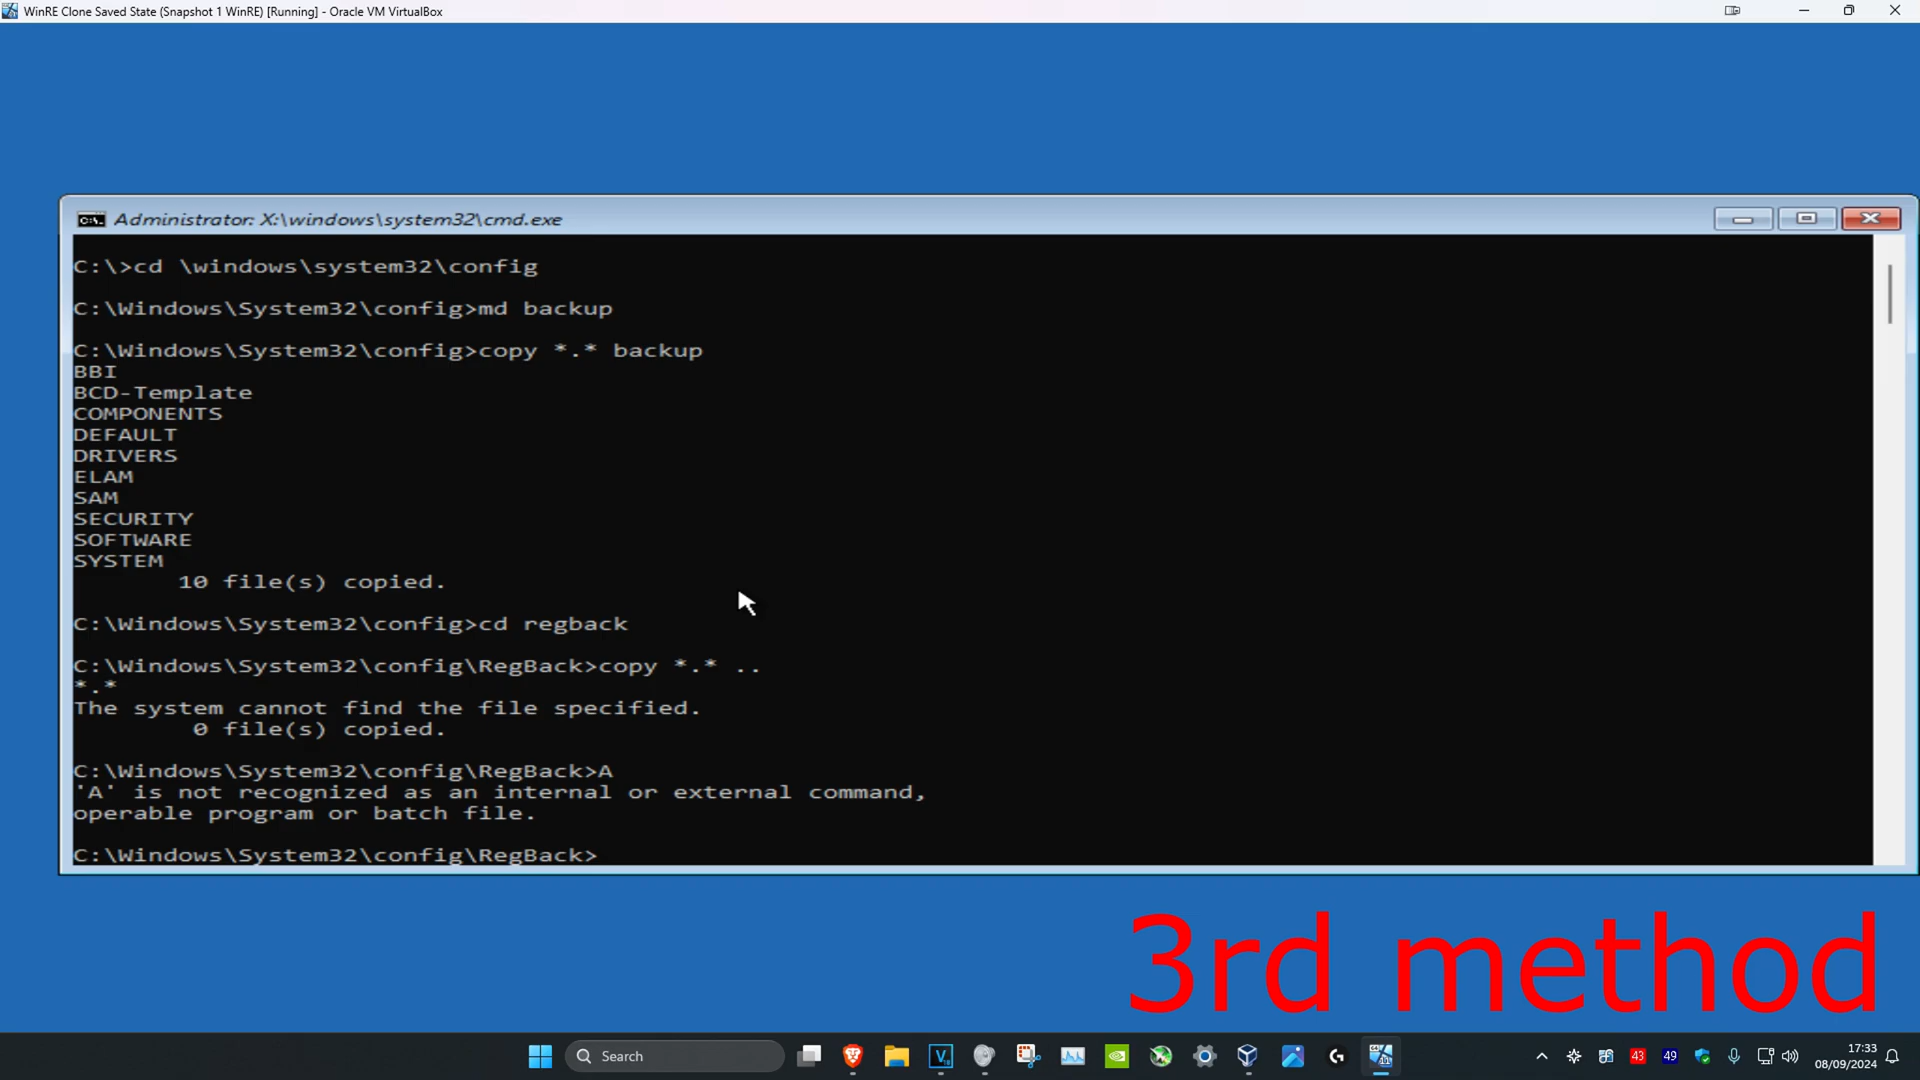 WinRE Clone Saved State (Snapshot 1 WinRE) [Running] - Oracle VM VirtualBox
Administrator: X:\windows\system32\cmd.exe
C:\>cd \windows\system32\config
C:\Windows\System32\config>md backup
C:\Windows\System32\config>copy *.* backup
BBI
BCD-Template
COMPONENTS
DEFAULT
DRIVERS
ELAM
SAM
SECURITY
SOFTWARE
SYSTEM
10 file(s) copied.
C:\Windows\System32\config>cd regback
C:\Windows\System32\config\RegBack>copy *.* ..
*.*
The system cannot find the file specified.
0 file(s) copied.
C:\Windows\System32\config\RegBack>A
'A' is not recognized as an internal or external command,
operable program or batch file.
C:\Windows\System32\config\RegBack>
3rd method
Search
43
49
17:33
08/09/2024